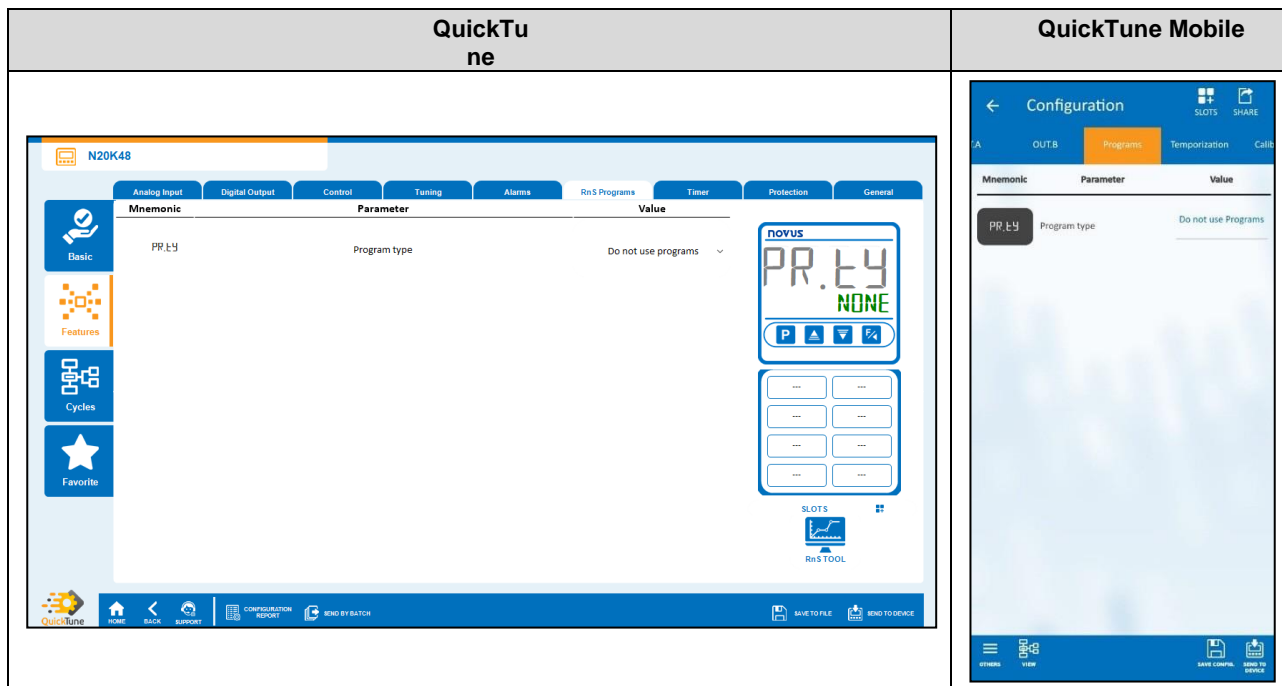 QuickTu
ne
QuickTune Mobile
N20K48
Analog Input
Digital Output
Control
Tuning
Alarms
RnS Programs
Timer
Protection
General
Mnemonic
Parameter
Value
Basic
Features
Cycles
Favorite
PR.tY
Program type
Do not use programs
novus
PR.tY
NONE
P
F
---
---
---
---
---
---
---
---
SLOTS
RnS TOOL
QuickTune
HOME
BACK
SUPPORT
CONFIGURATION
REPORT
SEND BY BATCH
SAVE TO FILE
SEND TO DEVICE
Configuration
SLOTS
SHARE
.A
OUT.B
Programs
Temporization
Calib
Mnemonic
Parameter
Value
PR.tY
Program type
Do not use Programs
OTHERS
VIEW
SAVE CONFIG.
SEND TO
DEVICE